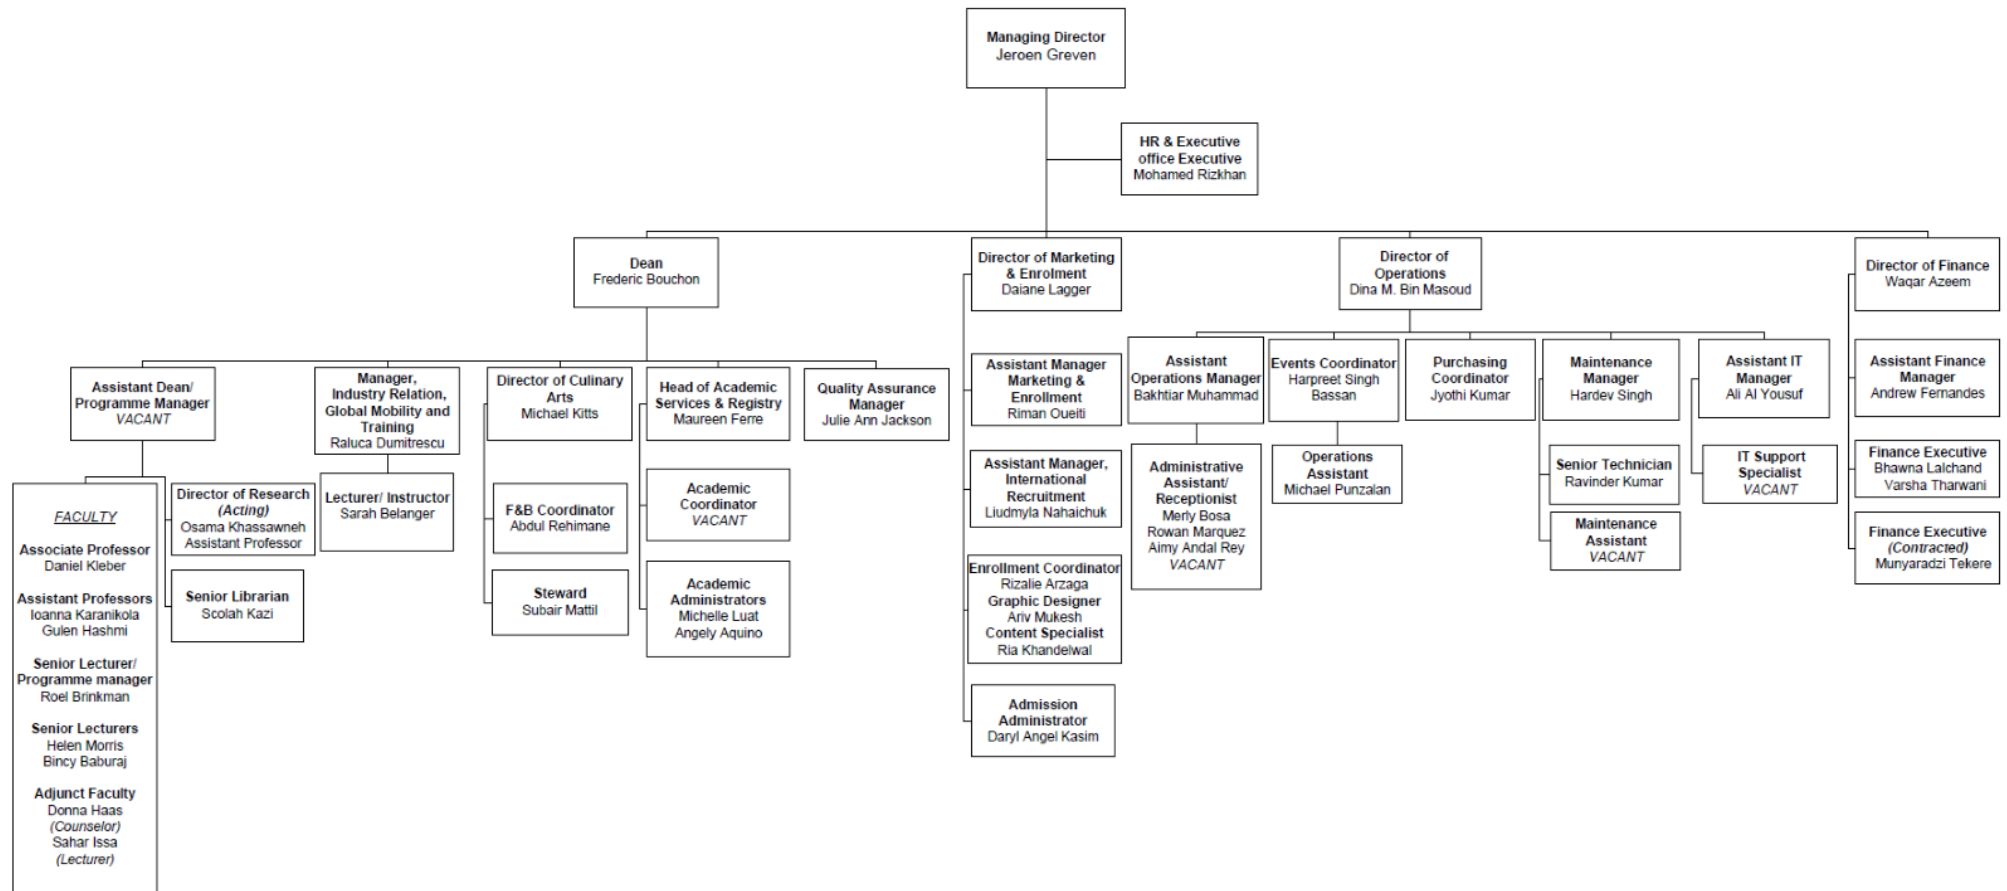 Managing Director
Jeroen Greven
HR & Executive
office Executive
Mohamed Rizkhan
Dean
Frederic Bouchon
Director of Marketing
& Enrolment
Daiane Lagger
Director of
Operations
Dina M. Bin Masoud
Director of Finance
Waqar Azeem
Assistant Dean/
Programme Manager
VACANT
Manager,
Industry Relation,
Global Mobility and
Training
Raluca Dumitrescu
Director of Culinary
Arts
Michael Kitts
Head of Academic
Services & Registry
Maureen Ferre
Quality Assurance
Manager
Julie Ann Jackson
Assistant Manager
Marketing &
Enrollment
Riman Oueiti
Assistant
Operations Manager
Bakhtiar Muhammad
Events Coordinator
Harpreet Singh
Bassan
Purchasing
Coordinator
Jyothi Kumar
Maintenance
Manager
Hardev Singh
Assistant IT
Manager
Ali Al Yousuf
Assistant Finance
Manager
Andrew Fernandes
FACULTY
Associate Professor
Daniel Kleber
Assistant Professors
Ioanna Karanikola
Gulen Hashmi
Senior Lecturer/
Programme manager
Roel Brinkman
Senior Lecturers
Helen Morris
Bincy Baburaj
Adjunct Faculty
Donna Haas
(Counselor)
Sahar Issa
(Lecturer)
Director of Research
(Acting)
Osama Khassawneh
Assistant Professor
Senior Librarian
Scolah Kazi
Lecturer/ Instructor
Sarah Belanger
F&B Coordinator
Abdul Rehimane
Steward
Subair Mattil
Academic
Coordinator
VACANT
Academic
Administrators
Michelle Luat
Angely Aquino
Assistant Manager,
International
Recruitment
Liudmyla Nahaichuk
Enrollment Coordinator
Rizalie Arzaga
Graphic Designer
Ariv Mukesh
Content Specialist
Ria Khandelwal
Admission
Administrator
Daryl Angel Kasim
Administrative
Assistant/
Receptionist
Merly Bosa
Rowan Marquez
Aimy Andal Rey
VACANT
Operations
Assistant
Michael Punzalan
Senior Technician
Ravinder Kumar
Maintenance
Assistant
VACANT
IT Support
Specialist
VACANT
Finance Executive
Bhawna Lalchand
Varsha Tharwani
Finance Executive
(Contracted)
Munyaradzi Tekere